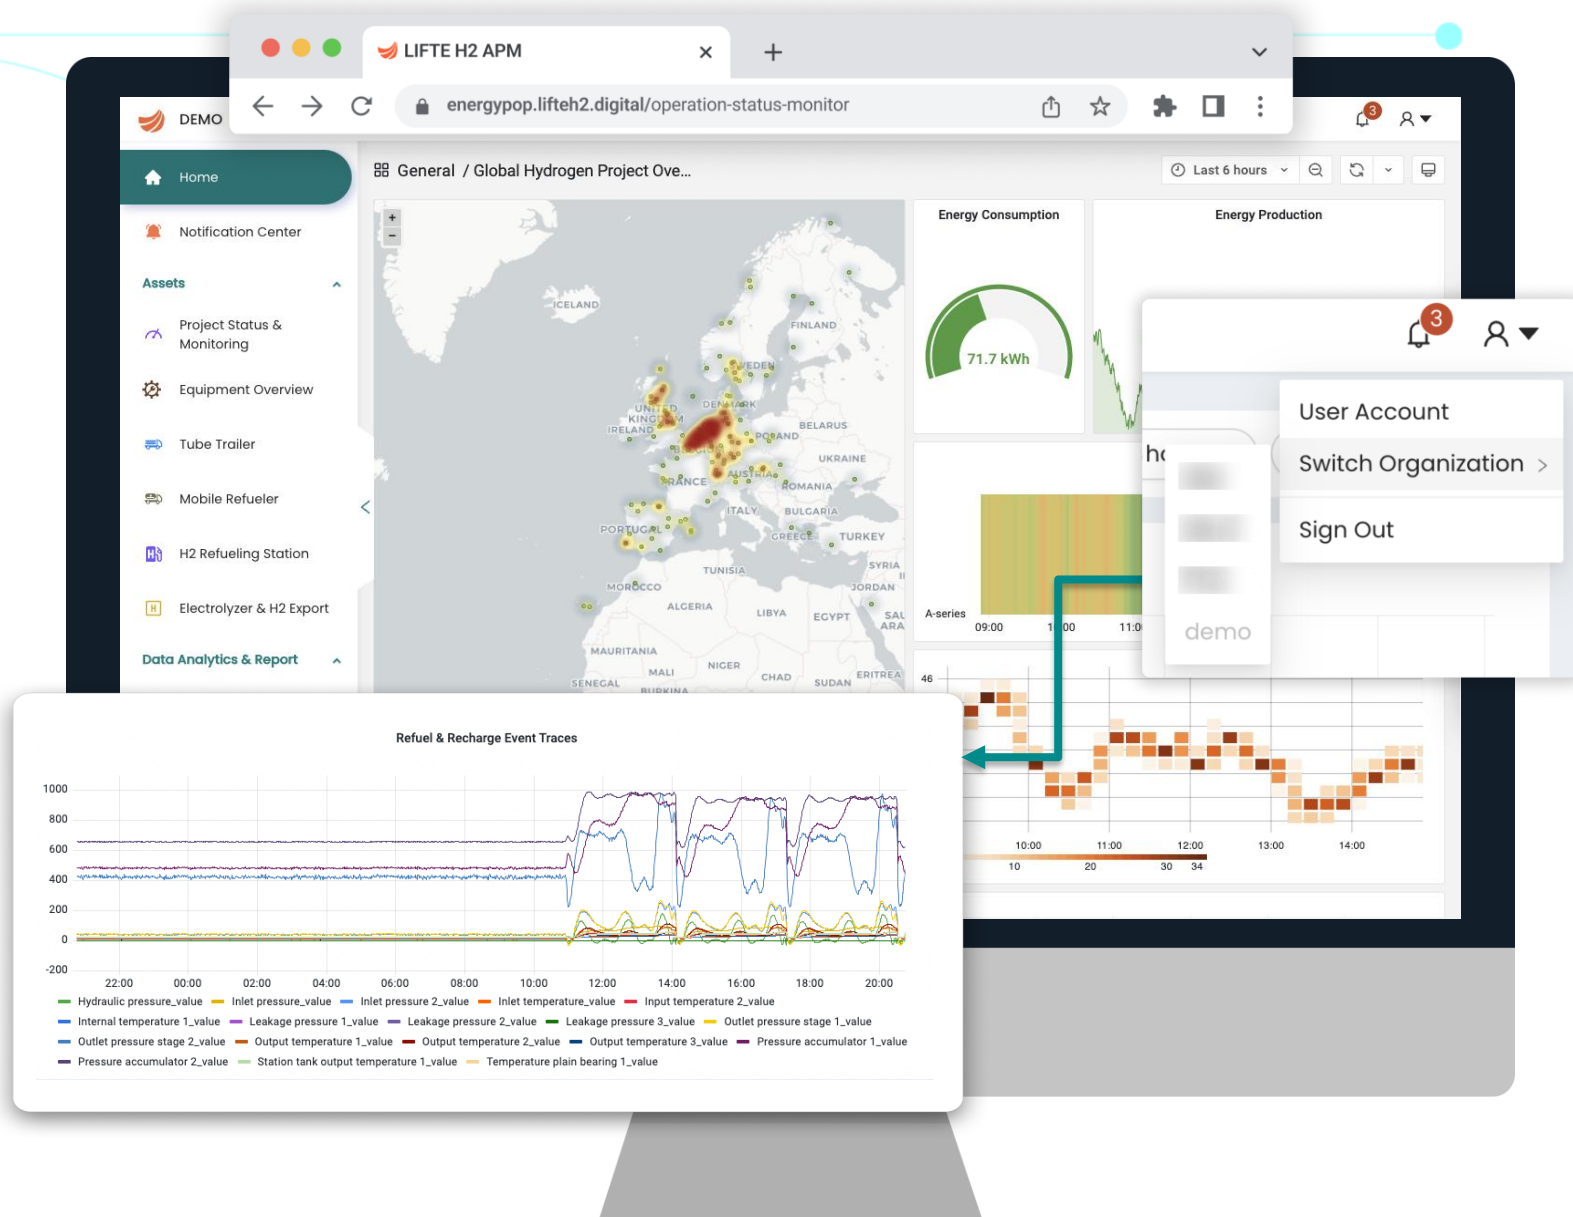 LIFTE H2 APM
energypop.lifteh2.digital/operation-status-monitor
DEMO
3
Home
Notification Center
Assets
Project Status &
Monitoring
Equipment Overview
Tube Trailer
Mobile Refueler
H2 Refueling Station
Electrolyzer & H2 Export
Data Analytics & Report
General / Global Hydrogen Project Ove...
Last 6 hours
+
−
ICELAND
FINLAND
UNITED
KINGDOM
IRELAND
DENMARK
BELARUS
POLAND
UKRAINE
FRANCE
AUSTRIA
ROMANIA
ITALY
BULGARIA
PORTUGAL
GREECE
TURKEY
TUNISIA
SYRIA
MOROCCO
JORDAN
ALGERIA
LIBYA
EGYPT
SAU
ARA
MAURITANIA
MALI
NIGER
CHAD
SUDAN
ERITREA
SENEGAL
BURKINA
Energy Consumption
71.7 kWh
Energy Production
A-series
09:00
11:0
3
User Account
Switch Organization >
Sign Out
demo
46
10:00 11:00 12:00 13:00 14:00
10 20 30 34
Refuel & Recharge Event Traces
1000
800
600
400
200
0
-200
22:00 00:00 02:00 04:00 06:00 08:00 10:00 12:00 14:00 16:00 18:00 20:00
Hydraulic pressure_value Inlet pressure_value Inlet pressure 2_value Inlet temperature_value Input temperature 2_value
Internal temperature 1_value Leakage pressure 1_value Leakage pressure 2_value Leakage pressure 3_value Outlet pressure stage 1_value
Outlet pressure stage 2_value Output temperature 1_value Output temperature 2_value Output temperature 3_value Pressure accumulator 1_value
Pressure accumulator 2_value Station tank output temperature 1_value Temperature plain bearing 1_value